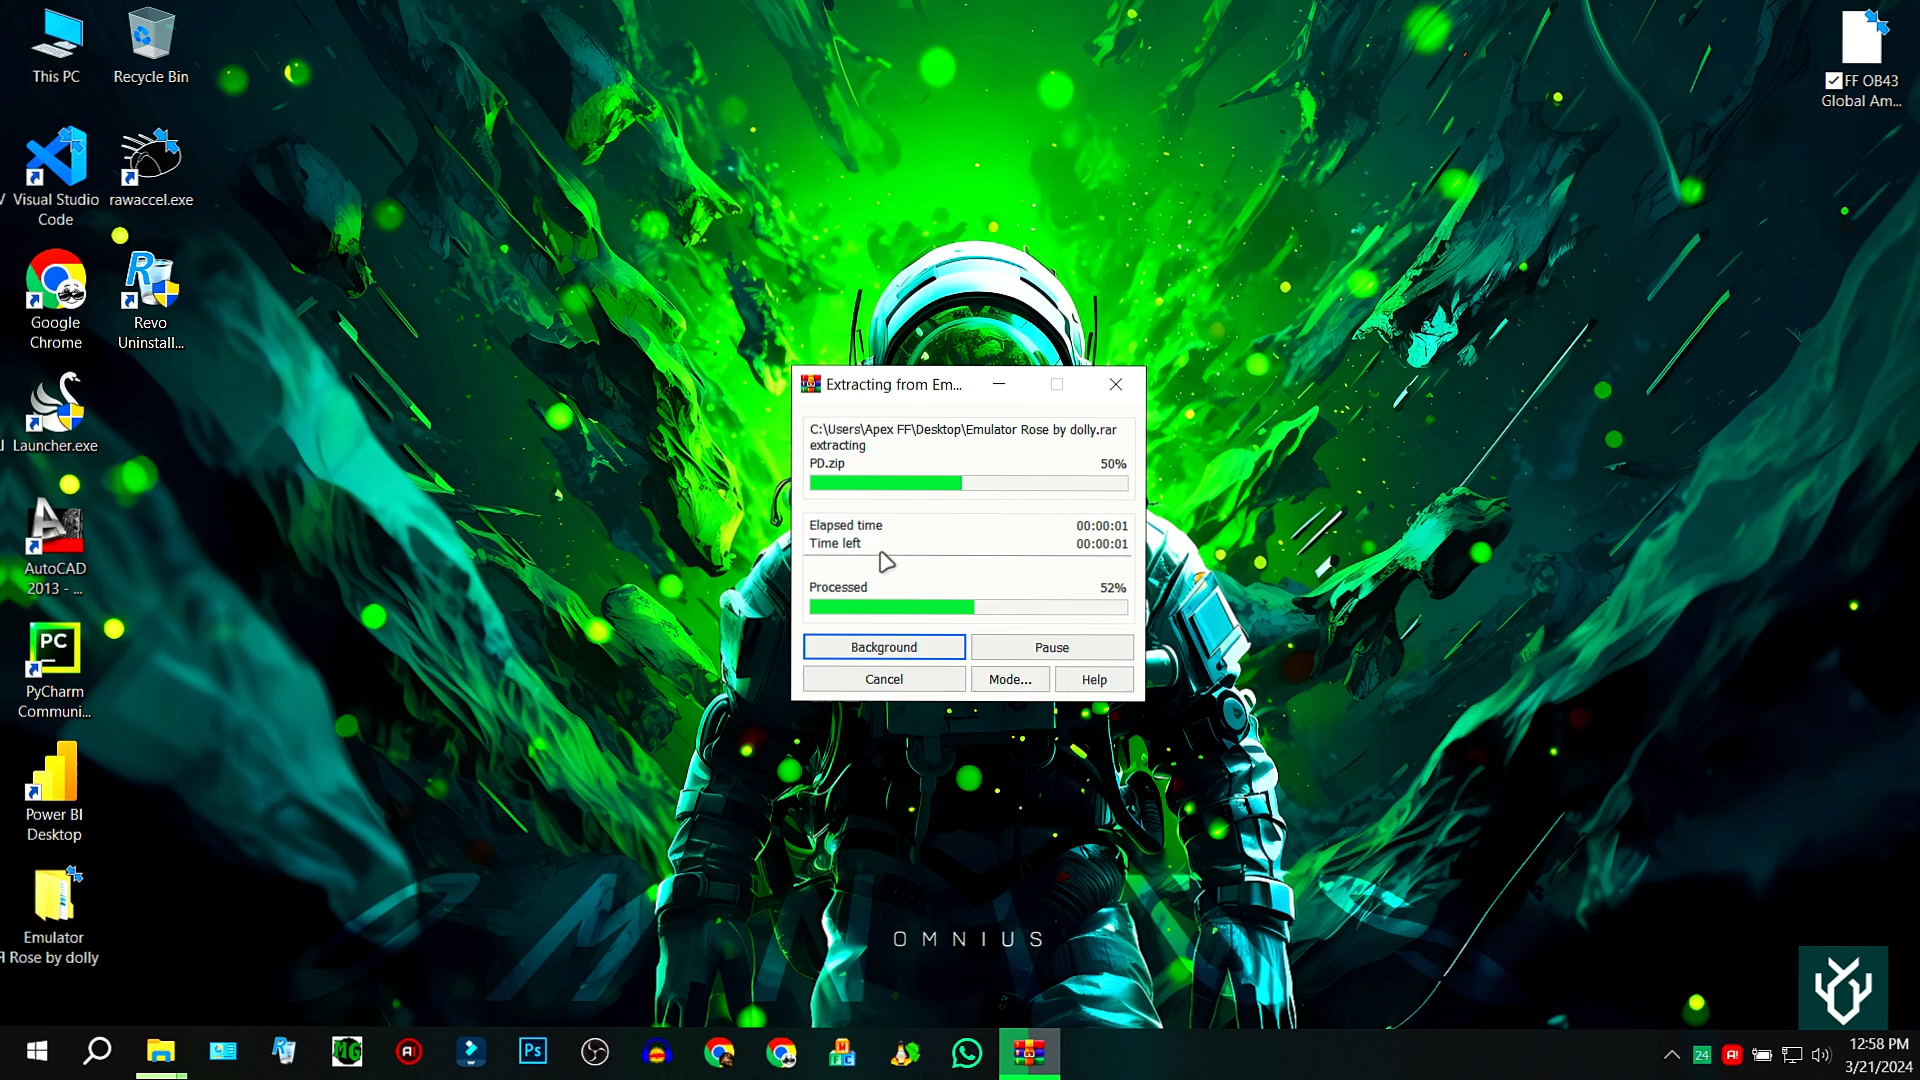 This PC
Recycle Bin
Visual Studio
Code
rawaccel.exe
Google
Chrome
Revo
Uninstall...
Launcher.exe
AutoCAD
2013 - ...
PC
PyCharm
Communi...
Power BI
Desktop
Emulator
Rose by dolly
FF OB43
Global Am...
Extracting from Em...
C:\Users\Apex FF\Desktop\Emulator Rose by dolly.rar
extracting
PD.zip 50%
Elapsed time 00:00:01
Time left 00:00:01
Processed 52%
Background Pause
Cancel Mode... Help
OMNIUS
MG
Ps
24
12:58 PM
3/21/2024